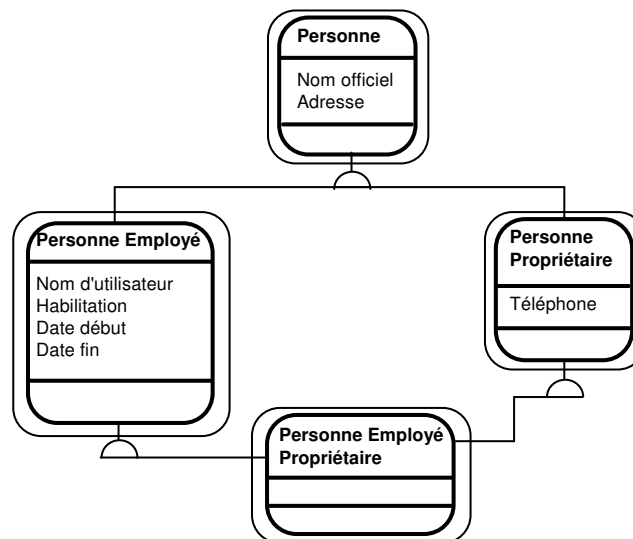 Personne
Nom officiel
Adresse
Personne Employé
Nom d'utilisateur
Habilitation
Date début
Date fin
Personne
Propriétaire
Téléphone
Personne Employé
Propriétaire